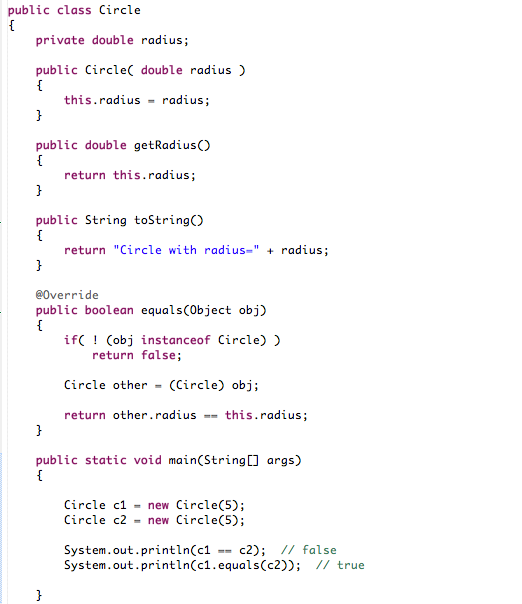 public class Circle
{
    private double radius;

    public Circle( double radius )
    {
        this.radius = radius;
    }

    public double getRadius()
    {
        return this.radius;
    }

    public String toString()
    {
        return "Circle with radius=" + radius;
    }

    @Override
    public boolean equals(Object obj)
    {
        if( ! (obj instanceof Circle) )
            return false;

        Circle other = (Circle) obj;

        return other.radius == this.radius;
    }

    public static void main(String[] args)
    {

        Circle c1 = new Circle(5);
        Circle c2 = new Circle(5);

        System.out.println(c1 == c2);  // false
        System.out.println(c1.equals(c2));  // true

    }